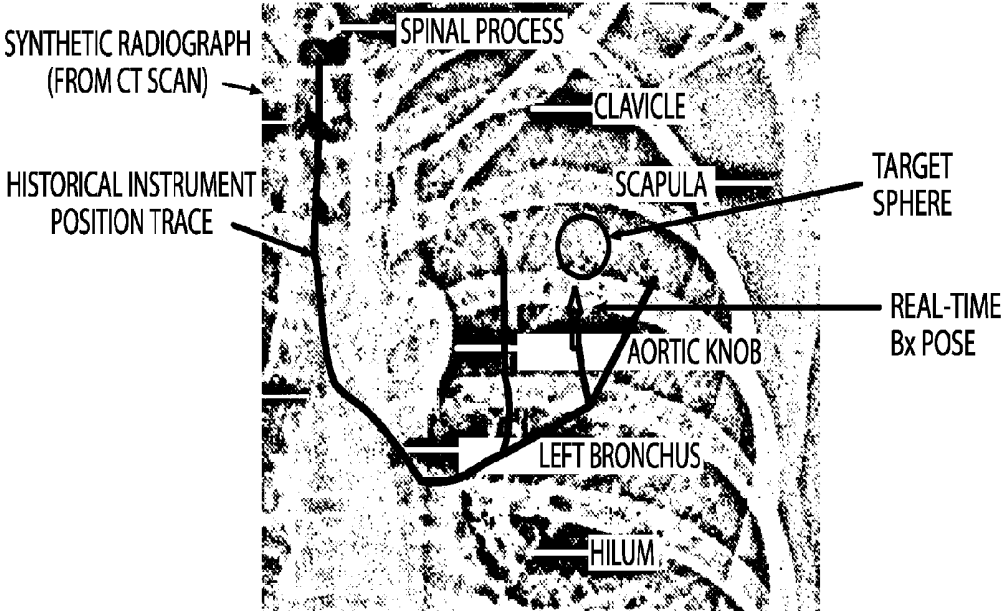 SPINAL PROCESS
SYNTHETIC RADIOGRAPH
(FROM CT SCAN)
CLAVICLE
SCAPULA
TARGET
SPHERE
HISTORICAL INSTRUMENT
POSITION TRACE
REAL-TIME
Bx POSE
AORTIC KNOB
LEFT BRONCHUS
HILUM